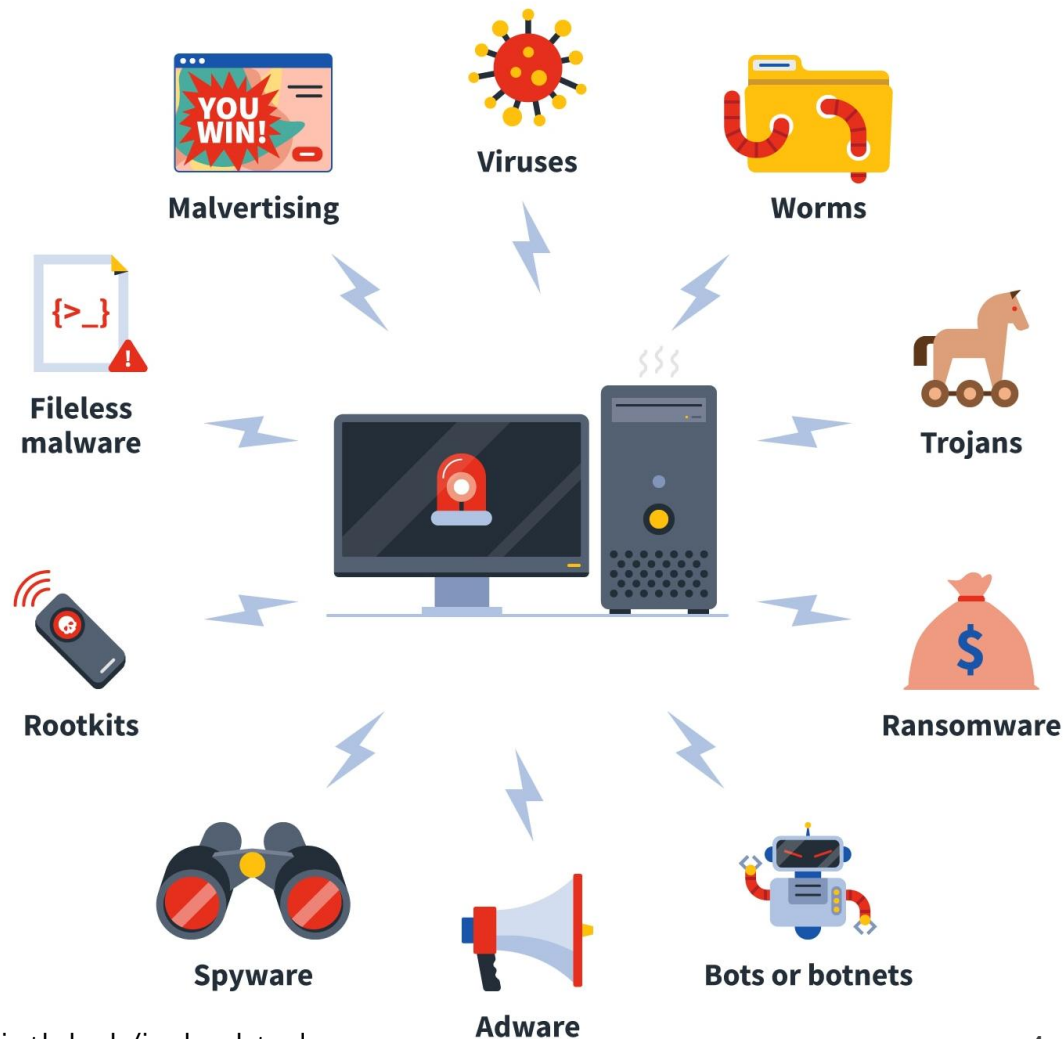 YOU
WIN!
Viruses
Malvertising
Worms
{>_}
!
Fileless
malware
Trojans
$
Rootkits
Ransomware
Spyware
Bots or botnets
Adware